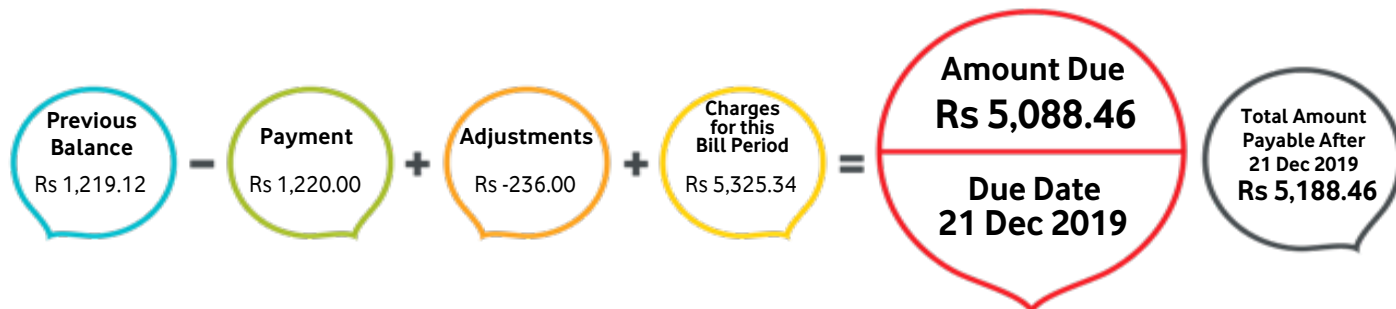 Previous
Balance
Rs 1,219.12
-
Payment
Rs 1,220.00
+
Adjustments
Rs -236.00
+
Charges
for this
Bill Period
Rs 5,325.34
=
Amount Due
Rs 5,088.46
Due Date
21 Dec 2019
Total Amount
Payable After
21 Dec 2019
Rs 5,188.46